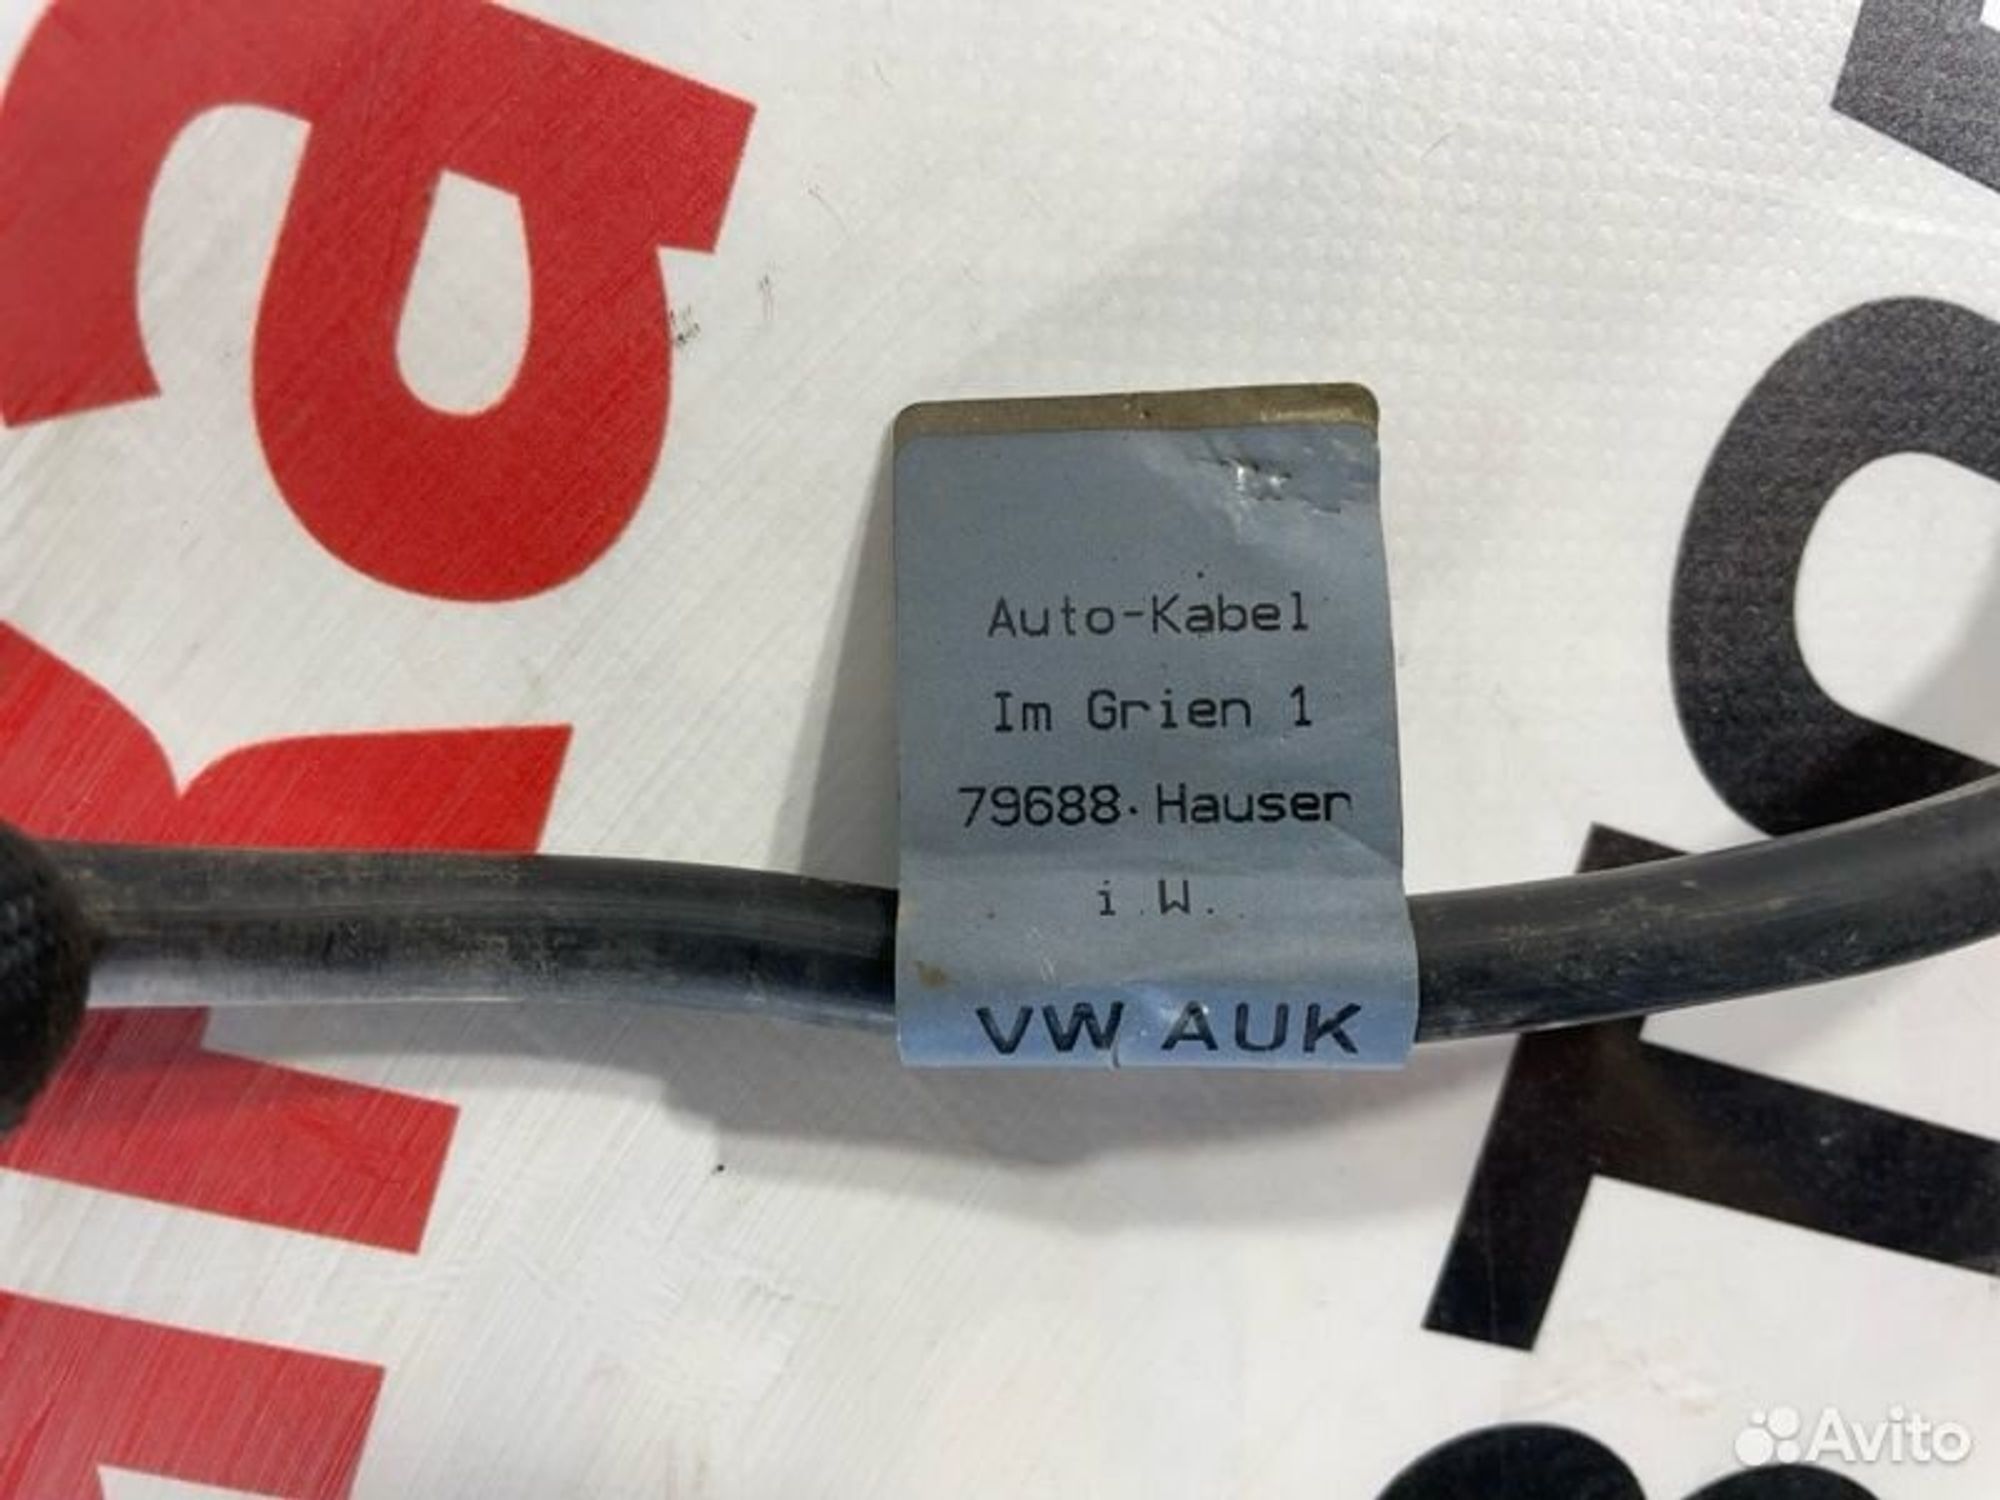 Auto-Kabel
Im Grien 1
79688 Hauser
i.W.
VW AUK
Avito